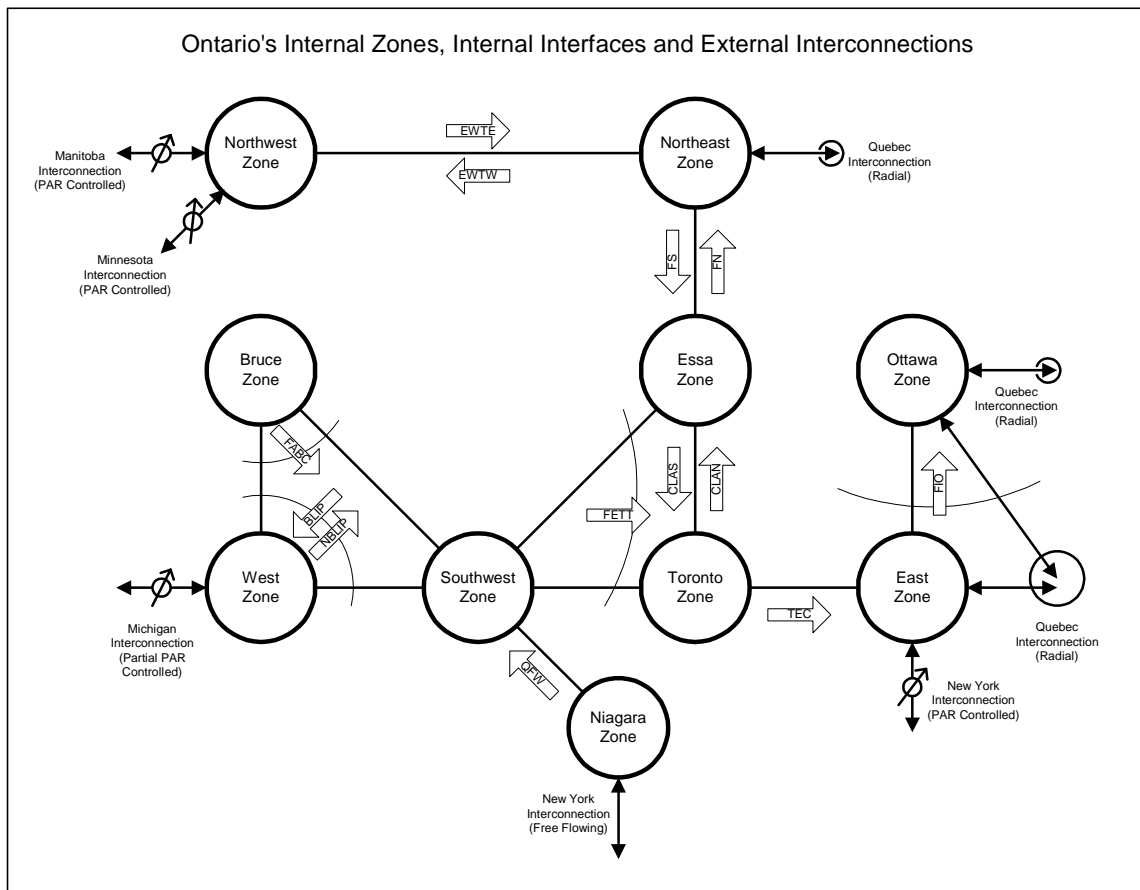 Ontario's Internal Zones, Internal Interfaces and External Interconnections
Northwest
Zone
EWTE
EWTW
Northeast
Zone
Manitoba
Interconnection
(PAR Controlled)
Quebec
Interconnection
(Radial)
Minnesota
Interconnection
(PAR Controlled)
FS
FN
Bruce
Zone
Essa
Zone
Ottawa
Zone
Quebec
Interconnection
(Radial)
FABC
CLAS
CLAN
FIO
BLIP
NBLIP
FETT
West
Zone
Southwest
Zone
Toronto
Zone
East
Zone
TEC
Michigan
Interconnection
(Partial PAR
Controlled)
Quebec
Interconnection
(Radial)
QFW
Niagara
Zone
New York
Interconnection
(PAR Controlled)
New York
Interconnection
(Free Flowing)